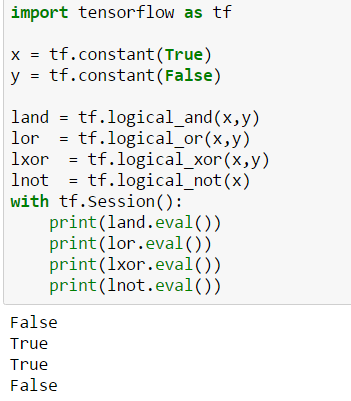 import tensorflow as tf
x = tf.constant(True)
y = tf.constant(False)
land = tf.logical_and(x,y)
lor  = tf.logical_or(x,y)
lxor  = tf.logical_xor(x,y)
lnot  = tf.logical_not(x)
with tf.Session():
    print(land.eval())
    print(lor.eval())
    print(lxor.eval())
    print(lnot.eval())
False
True
True
False